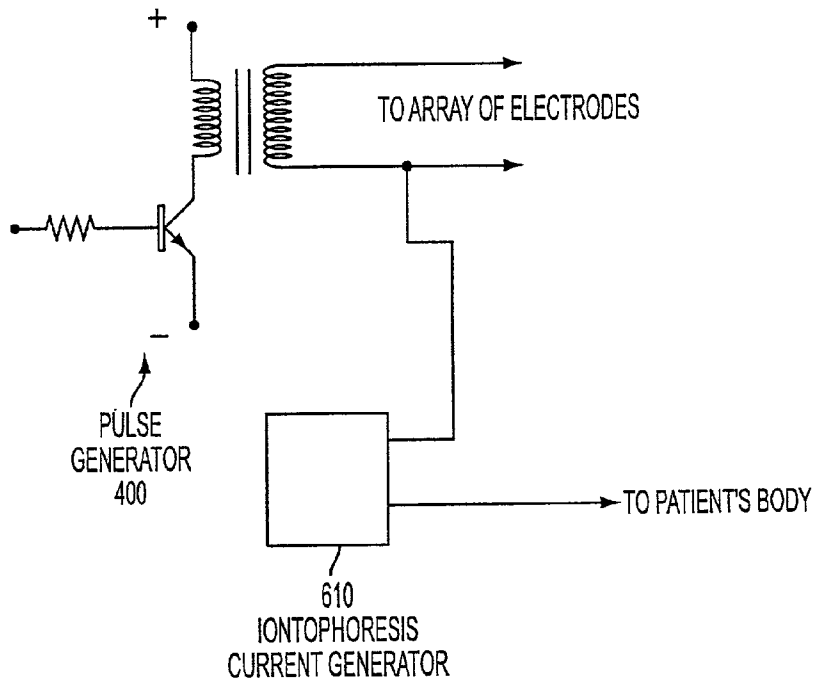 +
TO ARRAY OF ELECTRODES
−
PULSE
GENERATOR
400
TO PATIENT'S BODY
610
IONTOPHORESIS
CURRENT GENERATOR